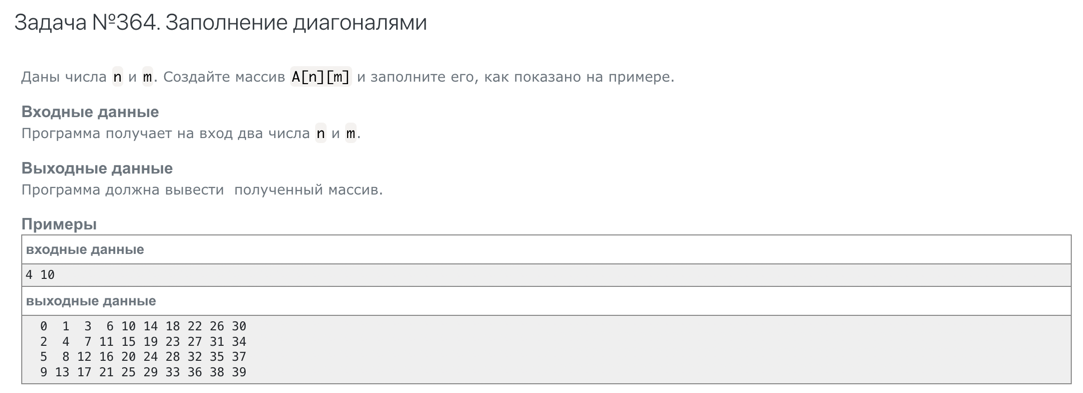 Задача №364. Заполнение диагоналями
Даны числа n и m. Создайте массив A[n][m] и заполните его, как показано на примере.
Входные данные
Программа получает на вход два числа n и m.
Выходные данные
Программа должна вывести  полученный массив.
Примеры
входные данные
4 10
выходные данные
  0  1  3  6 10 14 18 22 26 30
  2  4  7 11 15 19 23 27 31 34
  5  8 12 16 20 24 28 32 35 37
  9 13 17 21 25 29 33 36 38 39